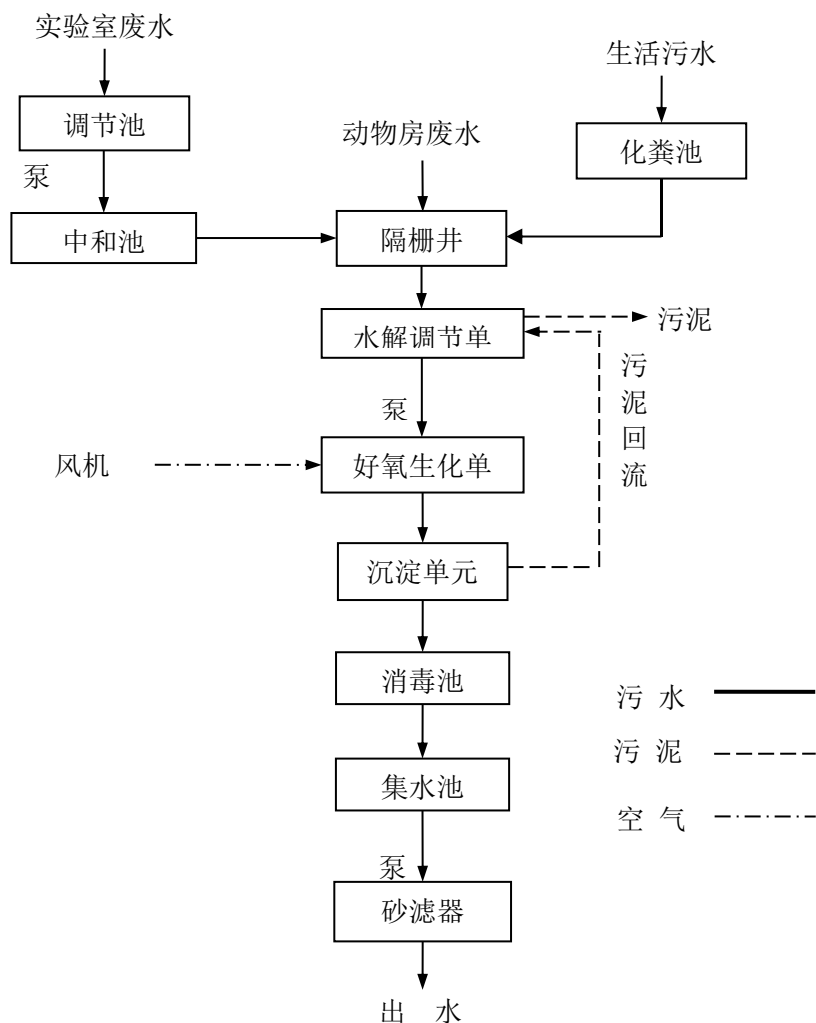 实验室废水
生活污水
调节池
动物房废水
化粪池
泵
中和池
隔栅井
水解调节单
污泥
泵
污泥回流
风机
好氧生化单
沉淀单元
消毒池
污 水
污 泥
集水池
空 气
泵
砂滤器
出 水